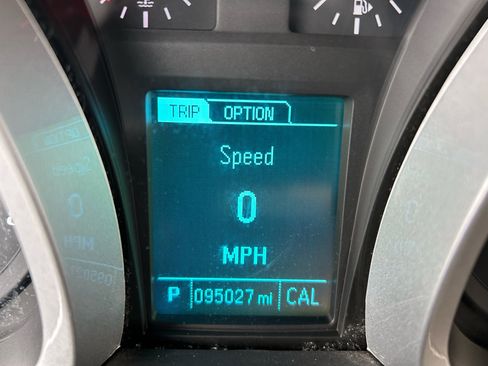 TRIP OPTION
Speed
0
MPH
P 095027 mi CAL